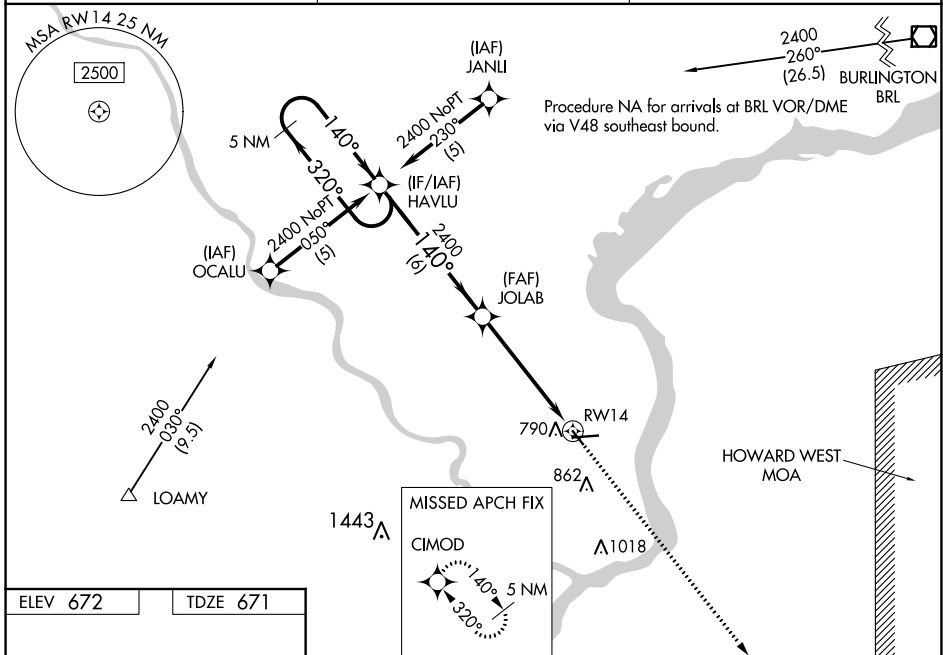 MSA RW14 25 NM
2500
(IAF)
JANLI
2400
260°
(26.5)
BURLINGTON
BRL
Procedure NA for arrivals at BRL VOR/DME
via V48 southeast bound.
2400 NoPT
230°
(5)
5 NM
140°
320°
(IF/IAF)
HAVLU
2400 NoPT
050°
(5)
(IAF)
OCALU
2400
140°
(6)
(FAF)
JOLAB
2400
030°
(9.5)
LOAMY
790
RW14
862
HOWARD WEST
MOA
1443
1018
MISSED APCH FIX
CIMOD
140°
5 NM
320°
ELEV 672
TDZE 671